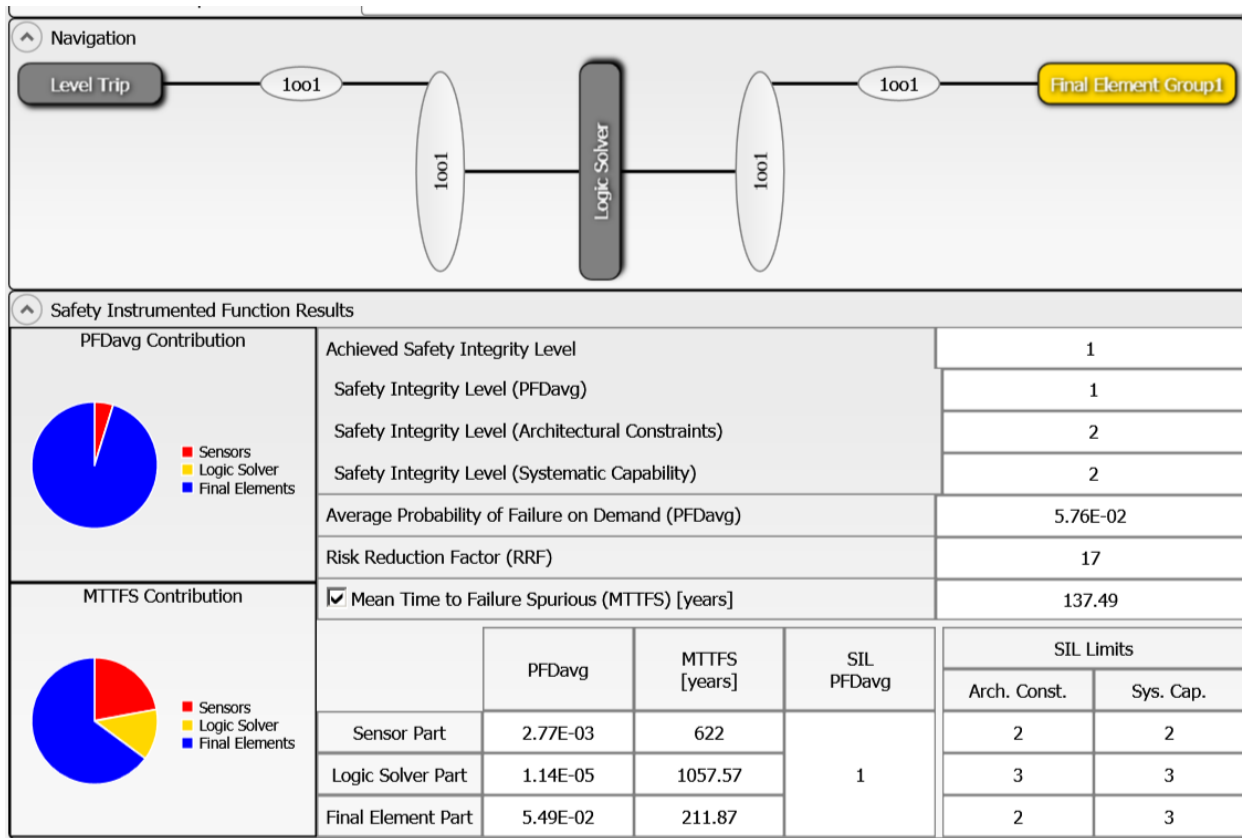 Navigation
Level Trip
1oo1
1oo1
Logic Solver
1oo1
1oo1
Final Element Group1
Safety Instrumented Function Results
PFDavg Contribution
Sensors
Logic Solver
Final Elements
MTTFS Contribution
Sensors
Logic Solver
Final Elements
Achieved Safety Integrity Level 1
Safety Integrity Level (PFDavg) 1
Safety Integrity Level (Architectural Constraints) 2
Safety Integrity Level (Systematic Capability) 2
Average Probability of Failure on Demand (PFDavg) 5.76E-02
Risk Reduction Factor (RRF) 17
Mean Time to Failure Spurious (MTTFS) [years] 137.49
PFDavg MTTFS [years] SIL PFDavg SIL Limits
Arch. Const. Sys. Cap.
Sensor Part 2.77E-03 622 2 2
Logic Solver Part 1.14E-05 1057.57 1 3 3
Final Element Part 5.49E-02 211.87 2 3